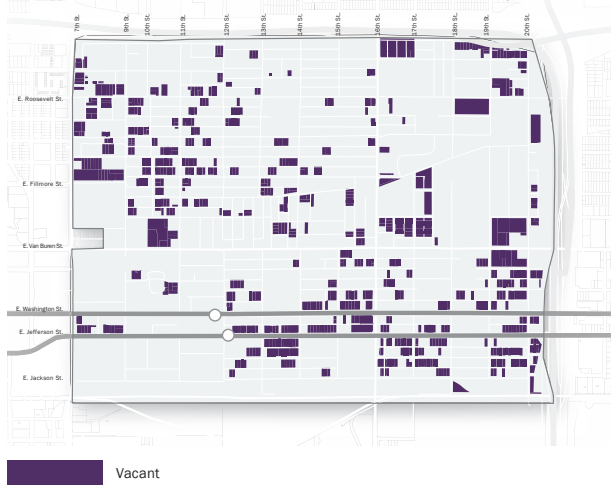 7th St.
9th St.
10th St.
11th St.
12th St.
13th St.
14th St.
15th St.
16th St.
18th St.
19th St.
20th St.
E. Roosevelt St.
E. Fillmore St.
E. Van Buren St.
E. Washington St.
E. Jefferson St.
E. Jackson St.
Vacant